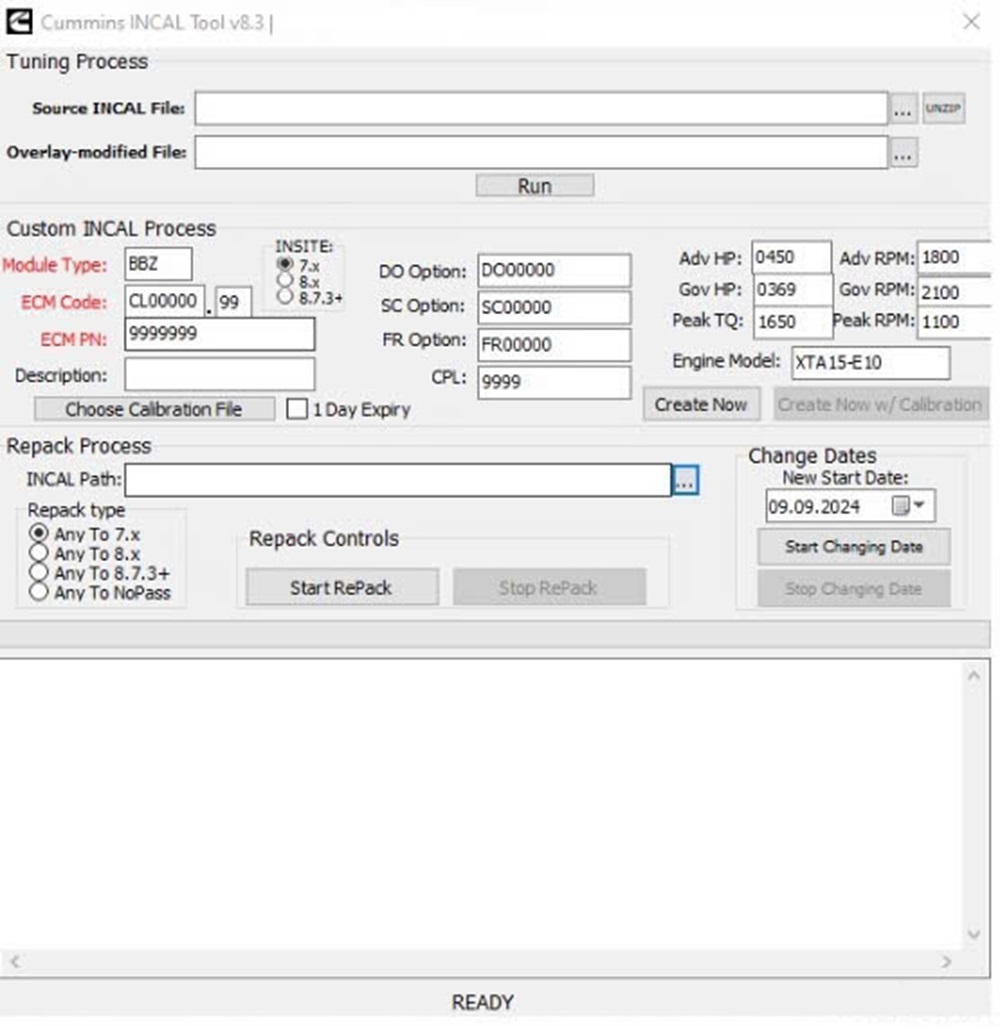 Cummins INCAL Tool v8.3 |
Tuning Process
Source INCAL File:
...
UNZIP
Overlay-modified File:
...
Run
Custom INCAL Process
Module Type: BBZ
ECM Code: CL00000 . 99
ECM PN: 9999999
Description:
Choose Calibration File
1 Day Expiry
INSITE:
7.x
8.x
8.7.3+
DO Option: DO00000
SC Option: SC00000
FR Option: FR00000
CPL: 9999
Adv HP: 0450 Adv RPM: 1800
Gov HP: 0369 Gov RPM: 2100
Peak TQ: 1650 Peak RPM: 1100
Engine Model: XTA15-E10
Create Now
Create Now w/ Calibration
Repack Process
INCAL Path:
...
Repack type
Any To 7.x
Any To 8.x
Any To 8.7.3+
Any To NoPass
Repack Controls
Start RePack
Stop RePack
Change Dates
New Start Date:
09.09.2024
Start Changing Date
Stop Changing Date
READY